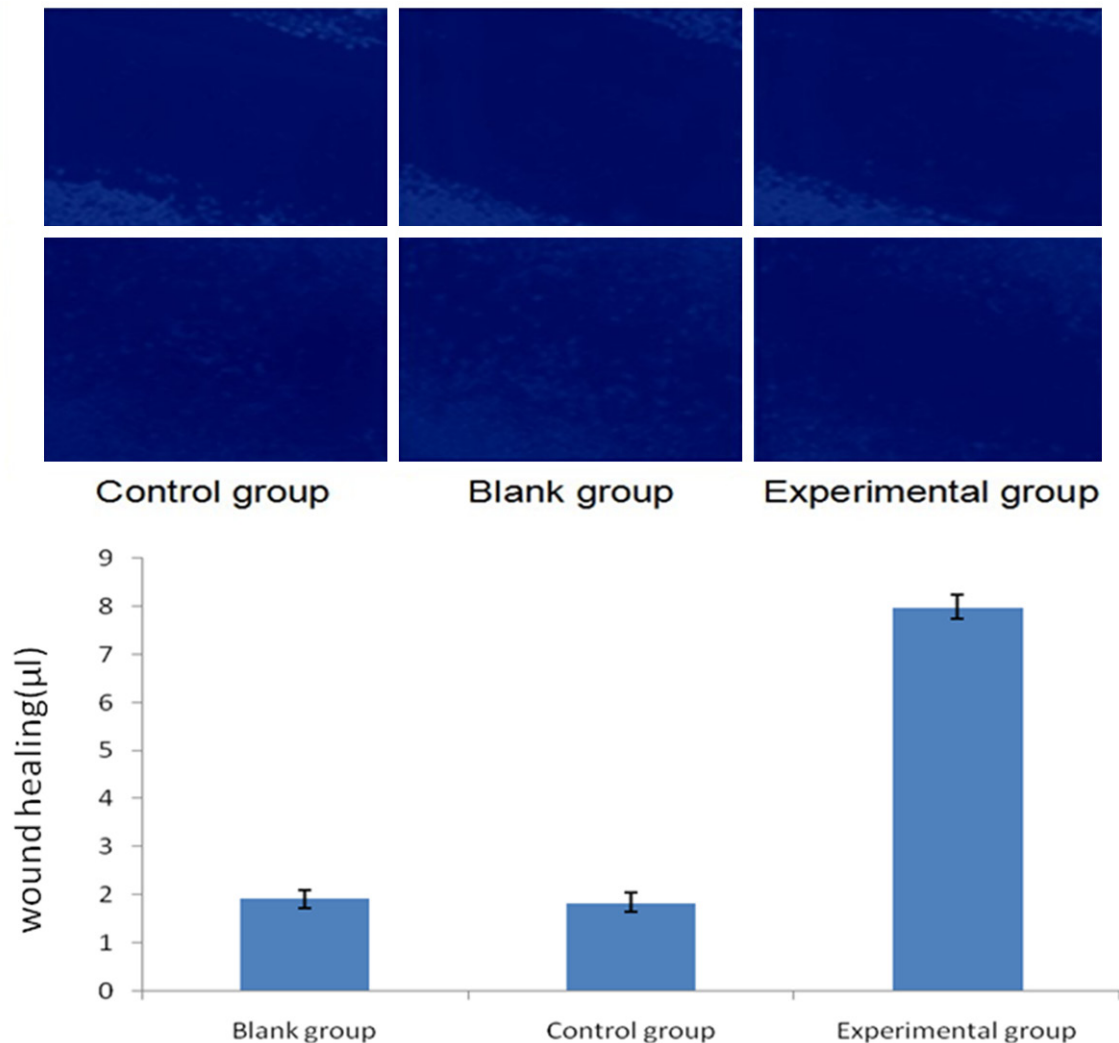 Control group
Blank group
Experimental group
wound healing(µl)
9
8
7
6
5
4
3
2
1
0
Blank group
Control group
Experimental group